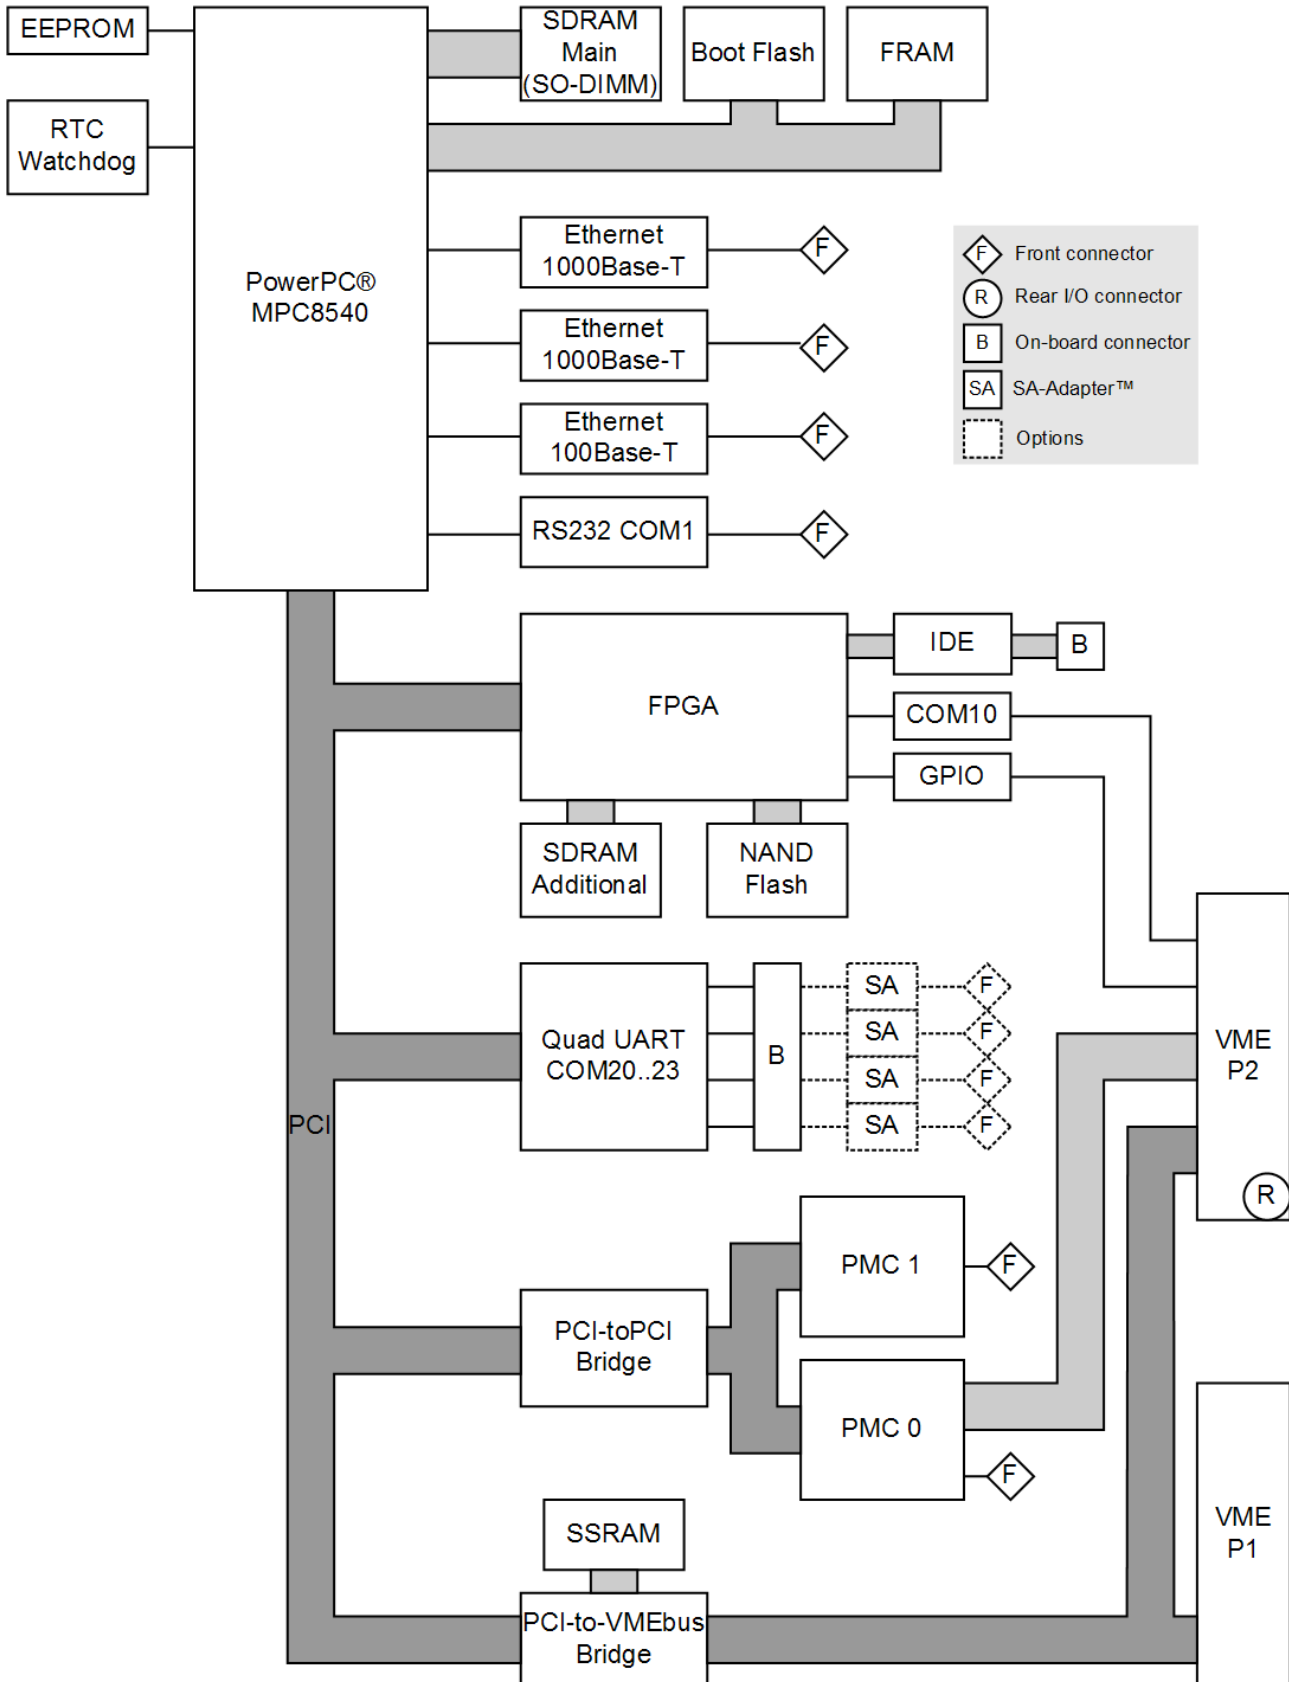 EEPROM
SDRAM
Main
(SO-DIMM)
Boot Flash
FRAM
RTC
Watchdog
PowerPC®
MPC8540
Ethernet
1000Base-T
F
Ethernet
1000Base-T
F
Ethernet
100Base-T
F
RS232 COM1
F
F Front connector
R Rear I/O connector
B On-board connector
SA SA-Adapter™
Options
FPGA
IDE
B
COM10
GPIO
SDRAM
Additional
NAND
Flash
Quad UART
COM20..23
B
SA
F
SA
F
SA
F
SA
F
VME
P2
R
PCI
PMC 1
F
PCI-toPCI
Bridge
PMC 0
F
SSRAM
PCI-to-VMEbus
Bridge
VME
P1